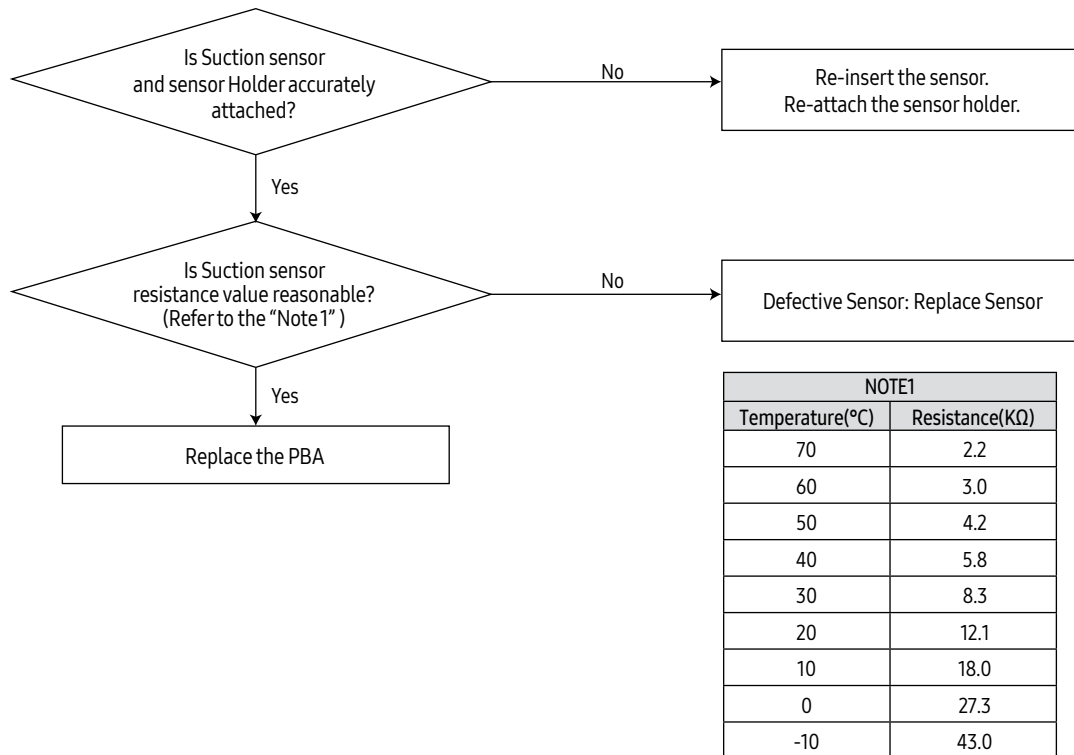 Is Suction sensor
and sensor Holder accurately
attached?
No
Re-insert the sensor.
Re-attach the sensor holder.
Yes
Is Suction sensor
resistance value reasonable?
(Refer to the “Note1” )
No
Defective Sensor: Replace Sensor
Yes
Replace the PBA
NOTE1
Temperature(°C) Resistance(KΩ)
70 2.2
60 3.0
50 4.2
40 5.8
30 8.3
20 12.1
10 18.0
0 27.3
-10 43.0